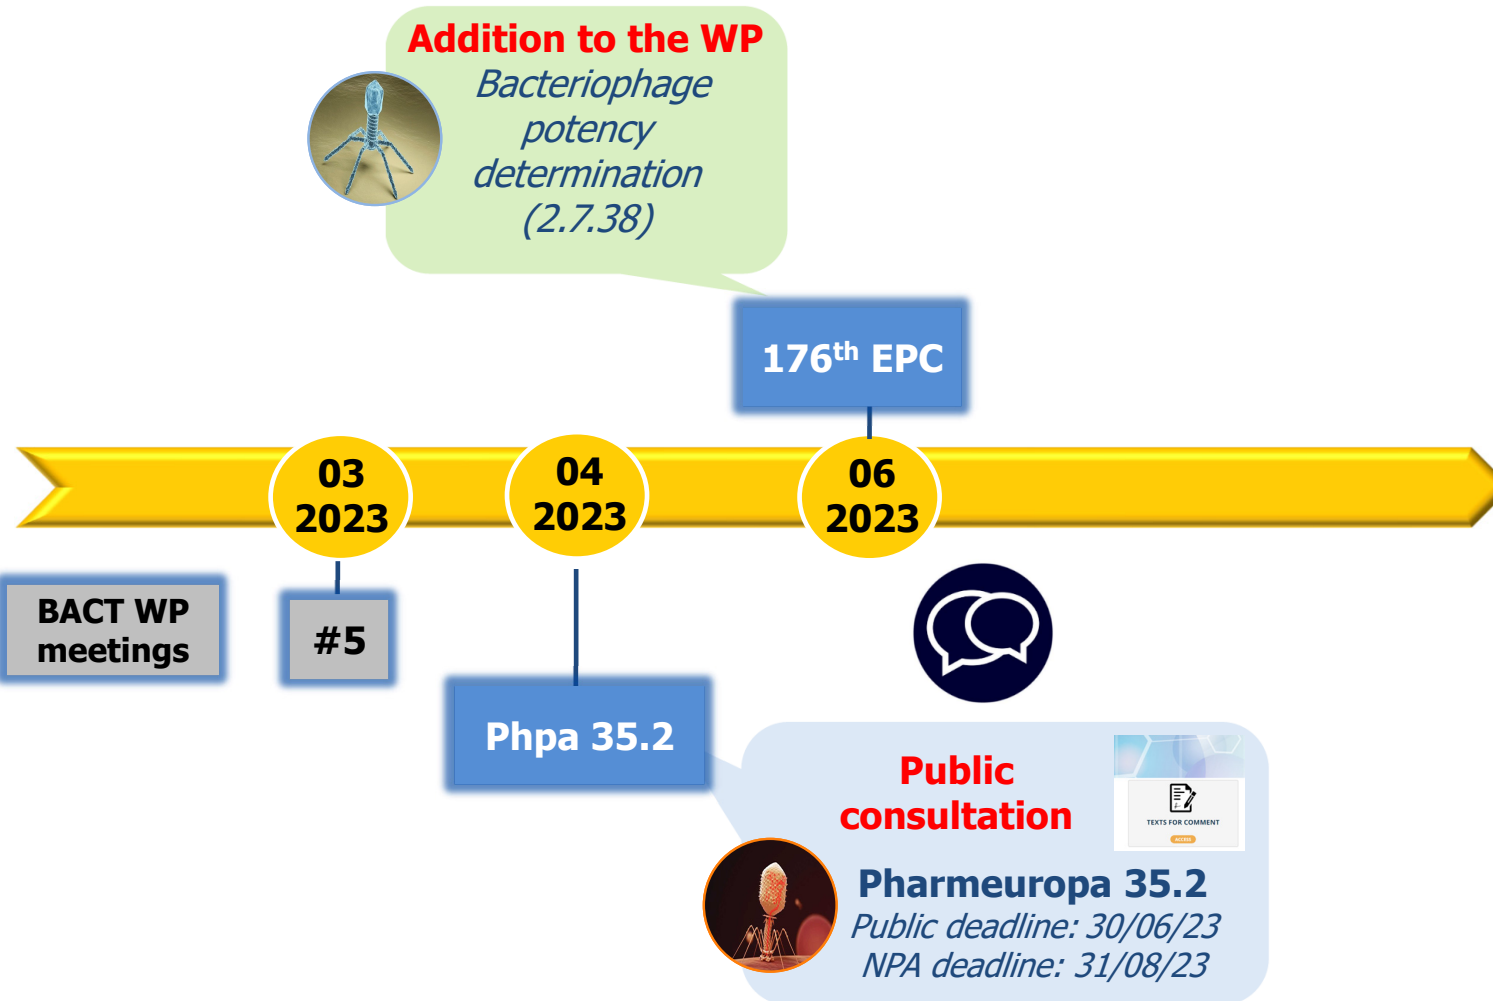 Addition to the WP
Bacteriophage
potency
determination
(2.7.38)
176th EPC
03
2023
04
2023
06
2023
BACT WP
meetings
#5
Phpa 35.2
Public
consultation
TEXTS FOR COMMENT
Pharmeuropa 35.2
Public deadline: 30/06/23
NPA deadline: 31/08/23